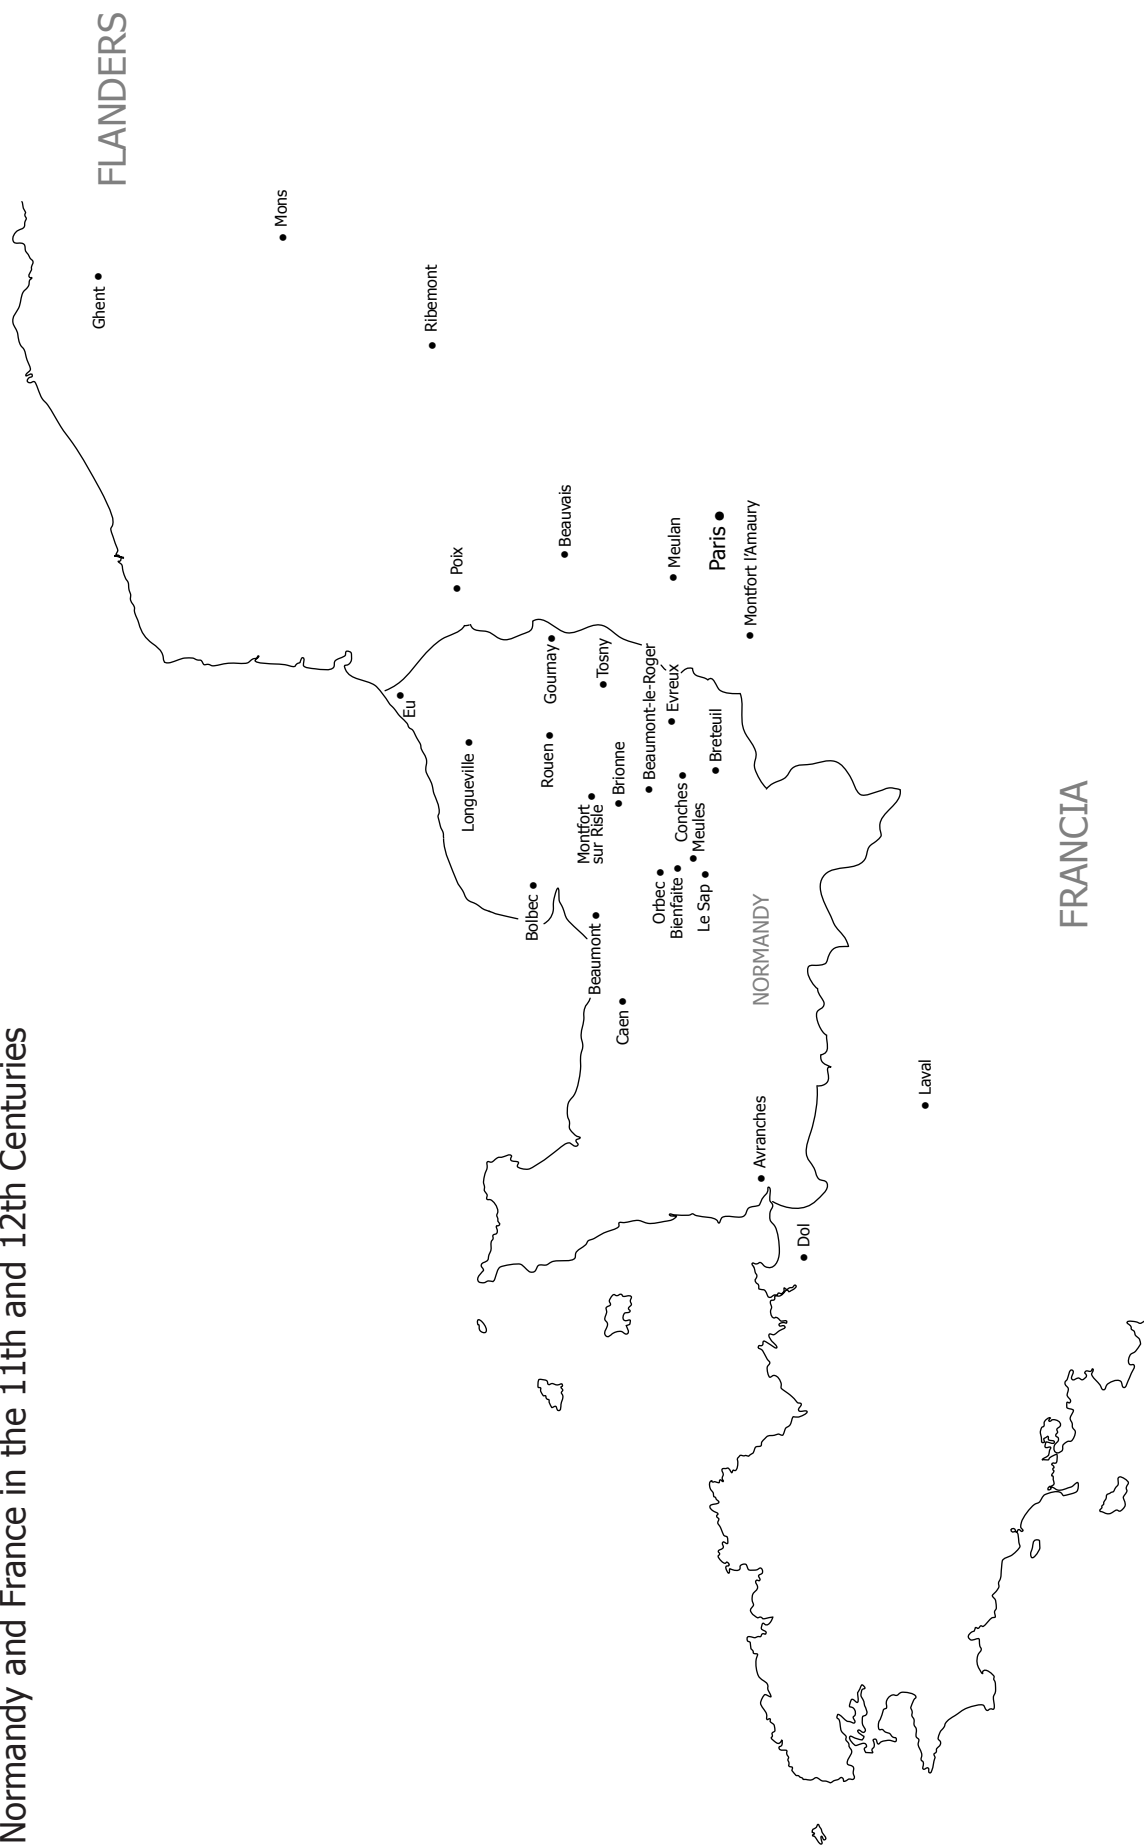 Normandy and France in the 11th and 12th Centuries
FLANDERS
Ghent
Mons
Ribemont
Eu
Poix
Longueville
Bolbec
Rouen
Gournay
Beauvais
Montfort
sur Risle
Beaumont
Tosny
Brionne
Caen
Beaumont-le-Roger
Orbec
Evreux
Meulan
Bienfaite
Conches
Meules
Le Sap
Breteuil
Paris
Montfort l'Amaury
NORMANDY
Avranches
Dol
Laval
FRANCIA